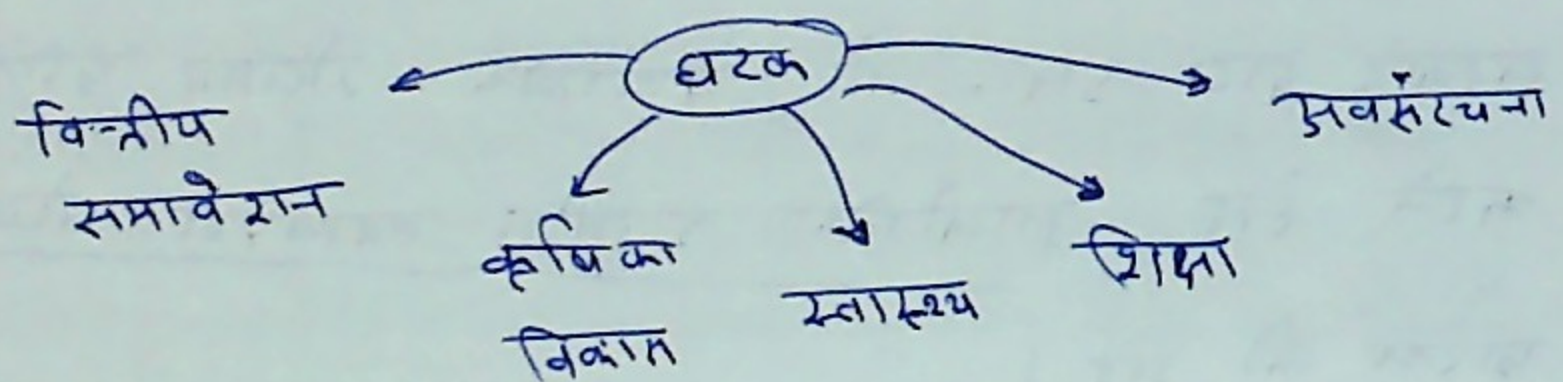 घटक
वित्तीय
समावेशन
कृषि का
विकास
स्वास्थ्य
शिक्षा
अवसंरचना